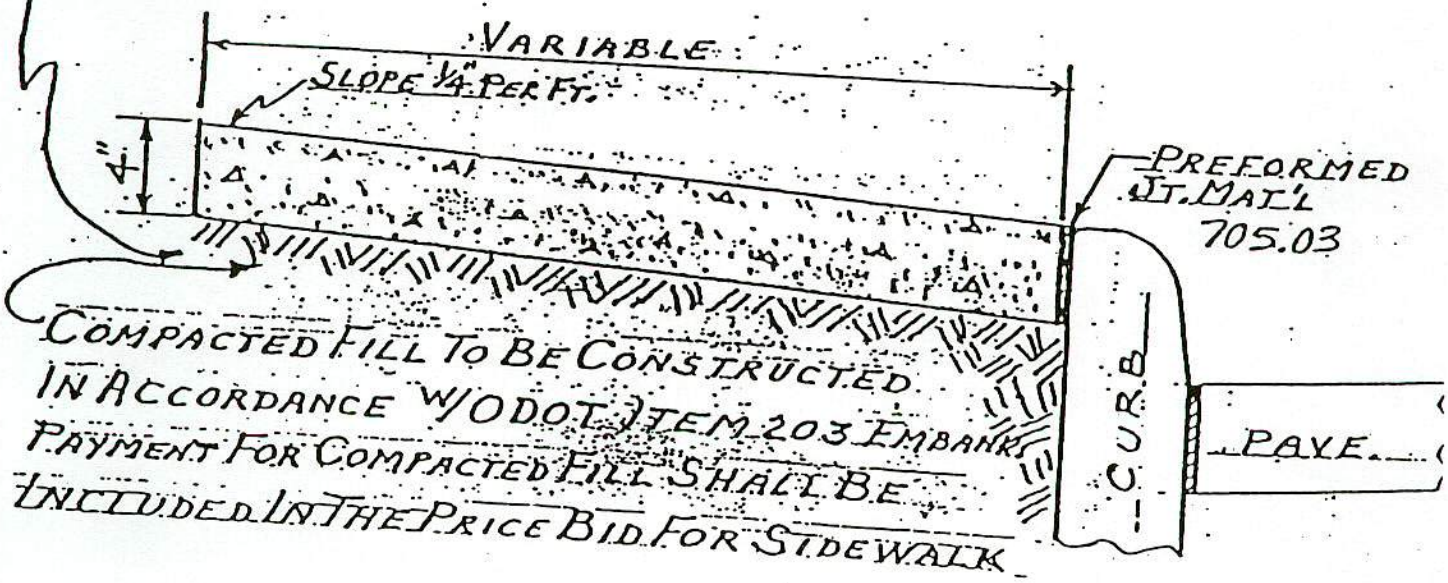 VARIABLE
SLOPE 1/4" PER FT.
4"
PREFORMED
JT. MAT'L
705.03
COMPACTED FILL TO BE CONSTRUCTED
IN ACCORDANCE W/ODOT ITEM 203 EMBANK.
PAYMENT FOR COMPACTED FILL SHALL BE
INCLUDED IN THE PRICE BID FOR SIDEWALK
CURB
PAVE.